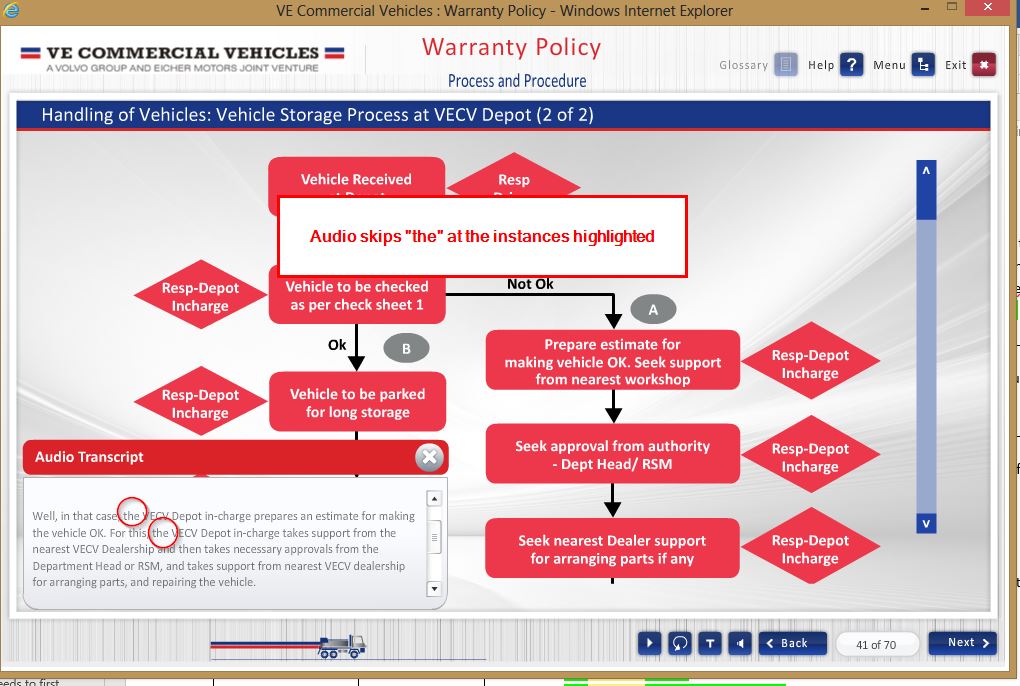 VE Commercial Vehicles : Warranty Policy - Windows Internet Explorer
VE COMMERCIAL VEHICLES
A VOLVO GROUP AND EICHER MOTORS JOINT VENTURE
Warranty Policy
Process and Procedure
Glossary
Help ?
Menu
Exit
Handling of Vehicles: Vehicle Storage Process at VECV Depot (2 of 2)
Vehicle Received
Resp
Audio skips "the" at the instances highlighted
Resp-Depot
Incharge
Vehicle to be checked
as per check sheet 1
Not Ok
A
Ok
B
Prepare estimate for
making vehicle OK. Seek support
from nearest workshop
Resp-Depot
Incharge
Resp-Depot
Incharge
Vehicle to be parked
for long storage
Seek approval from authority
- Dept Head/ RSM
Resp-Depot
Incharge
Seek nearest Dealer support
for arranging parts if any
Resp-Depot
Incharge
Audio Transcript
Well, in that case, the VECV Depot in-charge prepares an estimate for making
the vehicle OK. For this, the VECV Depot in-charge takes support from the
nearest VECV Dealership and then takes necessary approvals from the
Department Head or RSM, and takes support from nearest VECV dealership
for arranging parts, and repairing the vehicle.
T
Back
41 of 70
Next
eeds to first